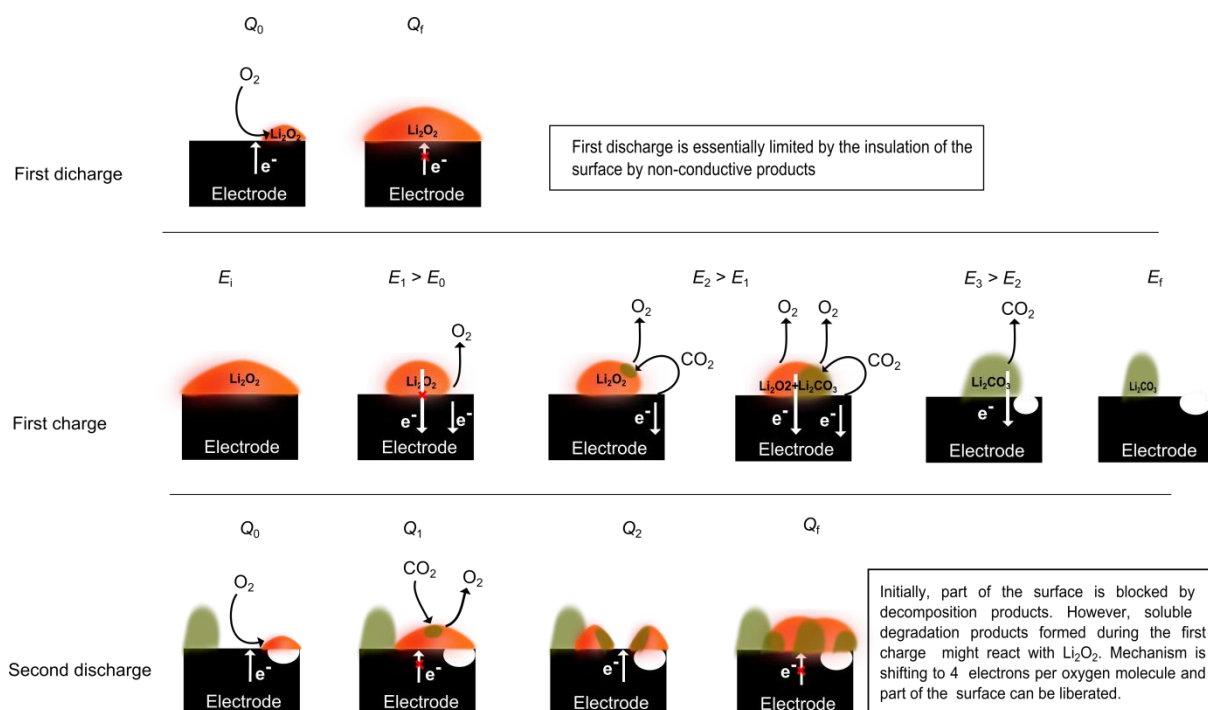 Q0 Qf
O2
Li2O2 Li2O2
e- e-
Electrode Electrode
First dicharge
First discharge is essentially limited by the insulation of the
surface by non-conductive products
Ei E1 > E0 E2 > E1 E3 > E2 Ef
O2 O2 O2 O2 CO2
CO2 CO2
Li2O2 Li2O2 Li2O2 Li2O2+Li2CO3 Li2CO3 Li2CO3
e- e- e- e- e- e-
Electrode Electrode Electrode Electrode Electrode Electrode
First charge
Q0 Q1 Q2 Qf
O2 CO2 O2
e- e- e- e-
Electrode Electrode Electrode Electrode
Second discharge
Initially, part of the surface is blocked by
decomposition products. However, soluble
degradation products formed during the first
charge might react with Li2O2. Mechanism is
shifting to 4 electrons per oxygen molecule and
part of the surface can be liberated.